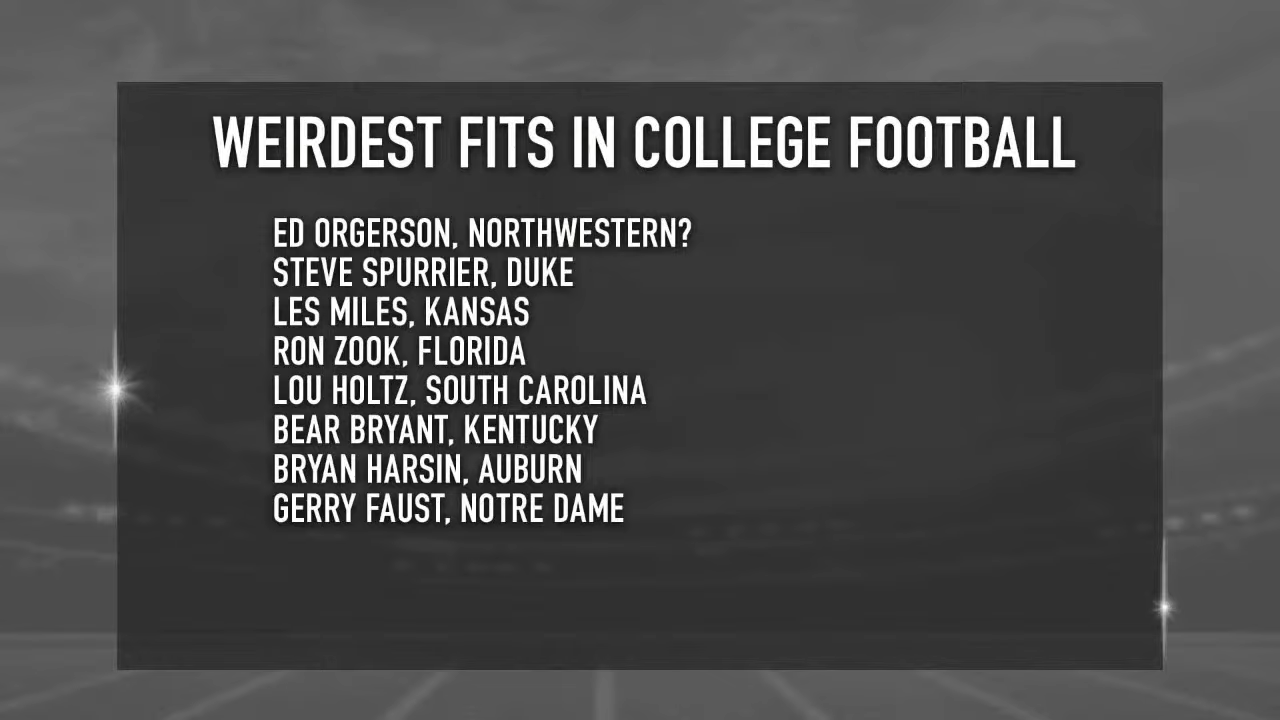 WEIRDEST FITS IN COLLEGE FOOTBALL
ED ORGERSON, NORTHWESTERN?
STEVE SPURRIER, DUKE
LES MILES, KANSAS
RON ZOOK, FLORIDA
LOU HOLTZ, SOUTH CAROLINA
BEAR BRYANT, KENTUCKY
BRYAN HARSIN, AUBURN
GERRY FAUST, NOTRE DAME